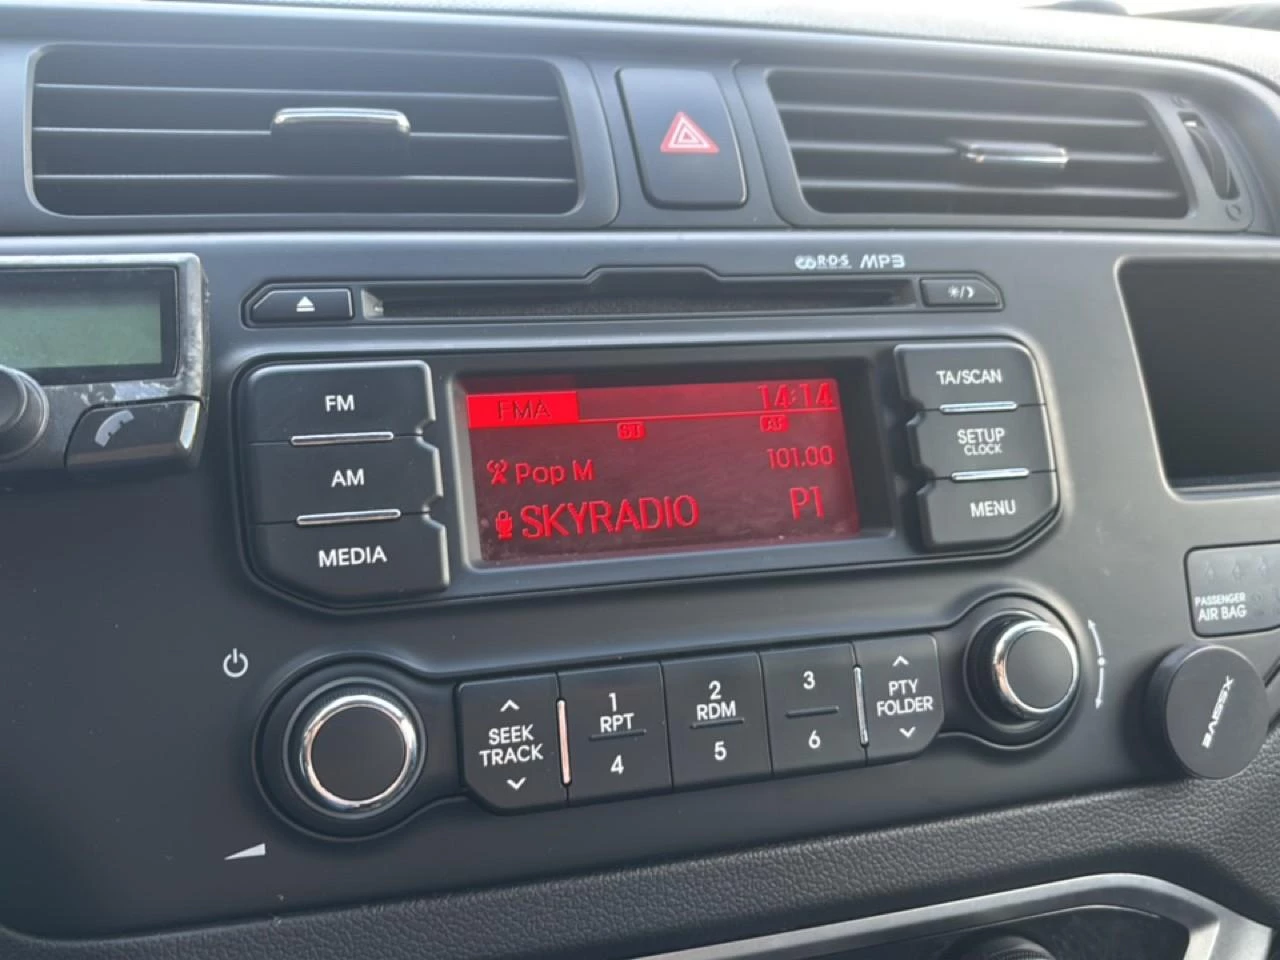 R·D·S MP3
FM
AM
MEDIA
FMA 14:14
ST AF
Pop M 101.00
SKYRADIO P1
TA/SCAN
SETUP
CLOCK
MENU
PASSENGER
AIR BAG
SEEK
TRACK
1
RPT
4
2
RDM
5
3
6
PTY
FOLDER
XSSIVE